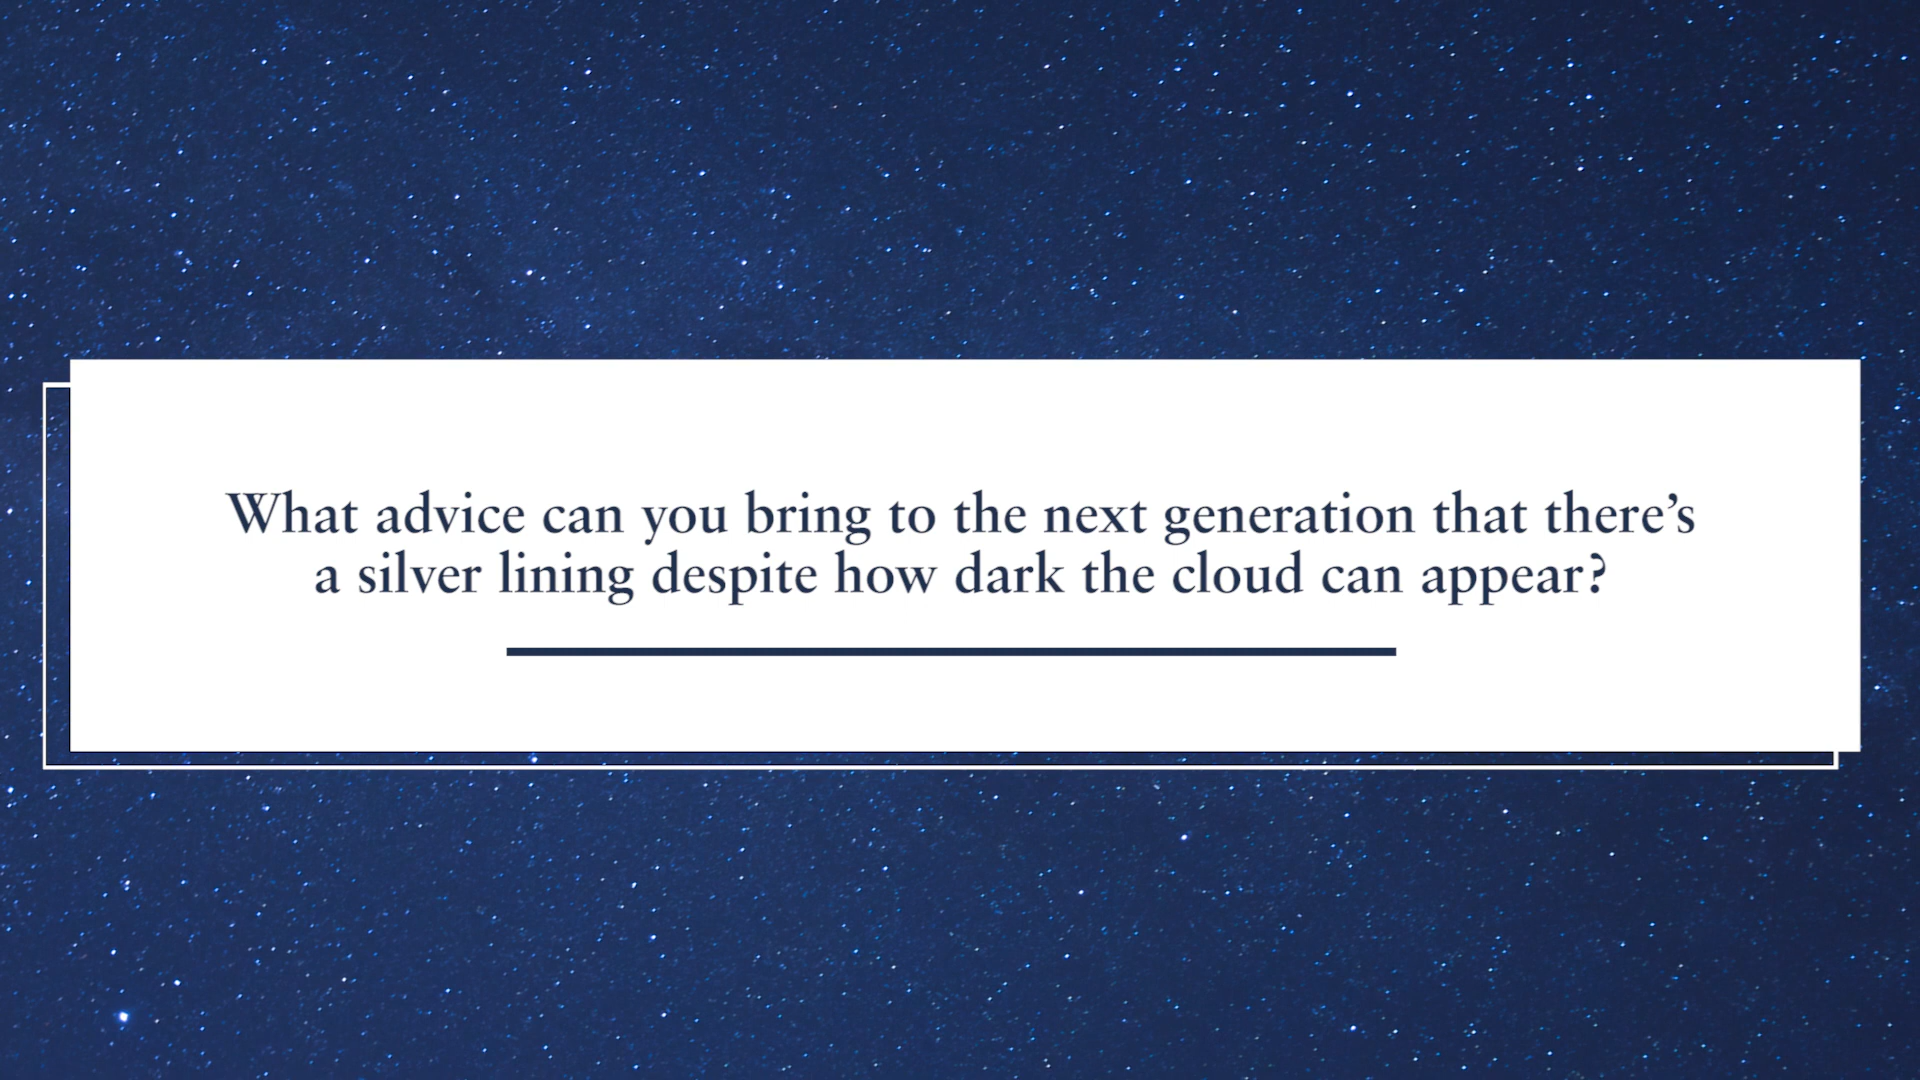 What advice can you bring to the next generation that there’s
a silver lining despite how dark the cloud can appear?